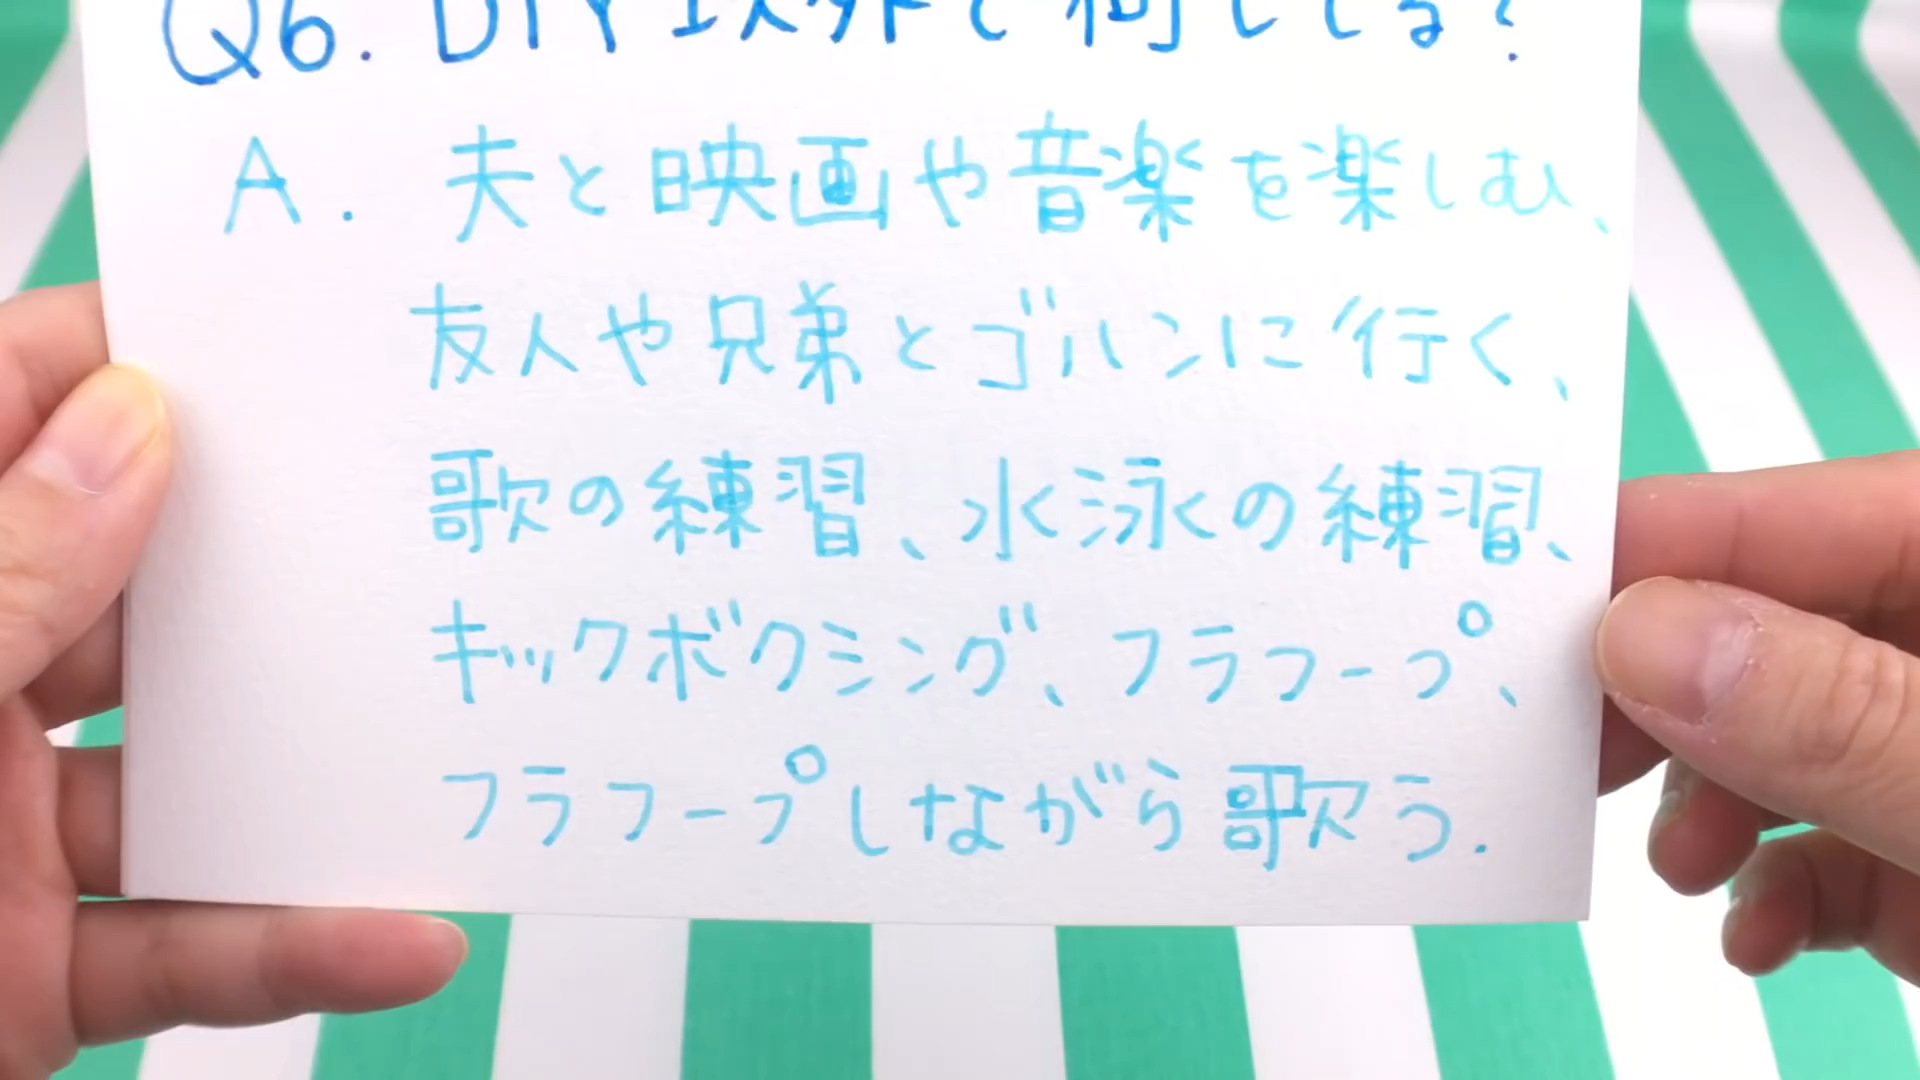 Q6. DIY以外で何してる?
A. 夫と映画や音楽を楽しむ、
友人や兄弟とゴハンに行く、
歌の練習、水泳の練習、
キックボクシング、フラフープ、
フラフープしながら歌う.